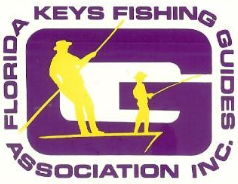 FLORIDA KEYS FISHING GUIDES
ASSOCIATION INC.